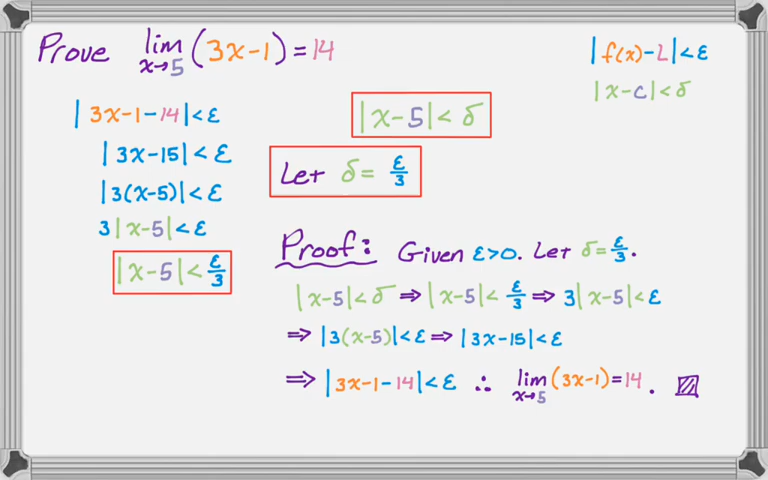 Prove lim x→5 (3x-1) = 14
|f(x)-L| < ε
|x-c| < δ
|3x-1-14| < ε
|x-5| < δ
|3x-15| < ε
Let δ = ε/3
|3(x-5)| < ε
3|x-5| < ε
|x-5| < ε/3
Proof: Given ε>0. Let δ = ε/3.
|x-5| < δ ⇒ |x-5| < ε/3 ⇒ 3|x-5| < ε
⇒ |3(x-5)| < ε ⇒ |3x-15| < ε
⇒ |3x-1-14| < ε ∴ lim x→5 (3x-1) = 14. ▨